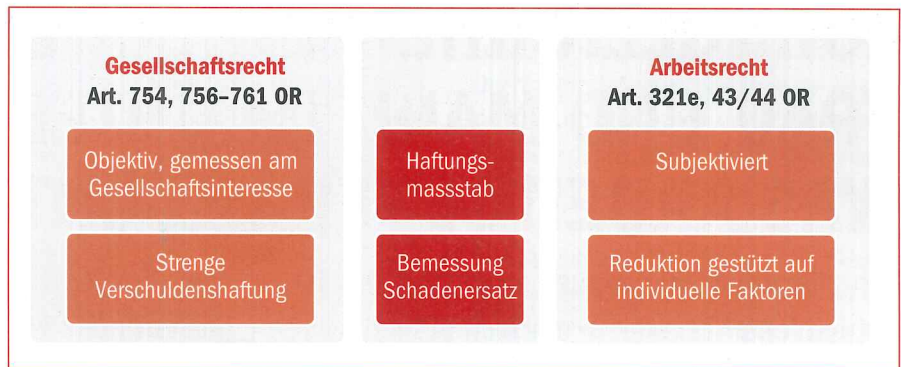 Gesellschaftsrecht
Art. 754, 756–761 OR
Objektiv, gemessen am
Gesellschaftsinteresse
Strenge
Verschuldenshaftung
Haftungs-
massstab
Bemessung
Schadenersatz
Arbeitsrecht
Art. 321e, 43/44 OR
Subjektiviert
Reduktion gestützt auf
individuelle Faktoren